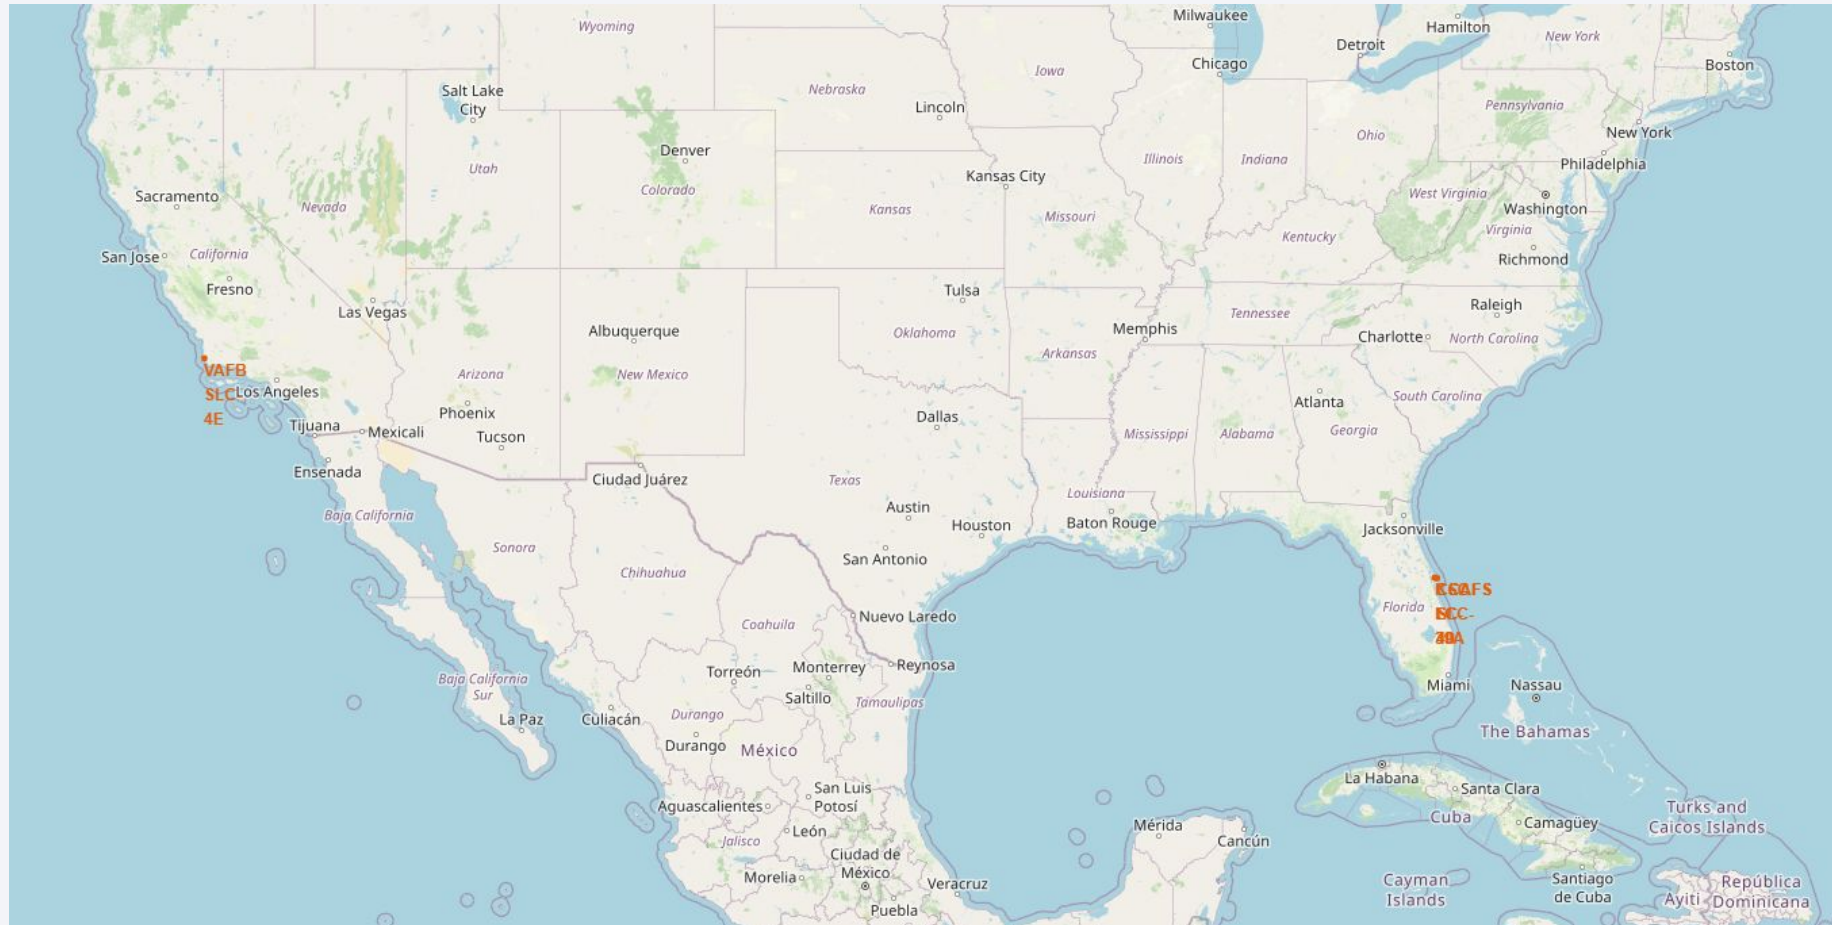 Milwaukee
Hamilton
Wyoming
New York
Detroit
Chicago
Boston
Iowa
Salt Lake
City
Nebraska
Lincoln
Pennsylvania
New York
Ohio
Denver
Illinois
Indiana
Philadelphia
Utah
Kansas City
Colorado
West Virginia
Sacramento
Nevada
Kansas
Missouri
Washington
Virginia
Kentucky
California
San Jose
Richmond
Fresno
Tulsa
Las Vegas
Raleigh
Tennessee
Albuquerque
Oklahoma
Memphis
Charlotte
North Carolina
Arkansas
VAFB
SLC-
4E
Los Angeles
Arizona
New Mexico
South Carolina
Atlanta
Phoenix
Dallas
Tijuana
Mexicali
Tucson
Mississippi
Alabama
Georgia
Ensenada
Ciudad Juárez
Texas
Louisiana
Austin
Baja California
Houston
Baton Rouge
Jacksonville
Sonora
San Antonio
Chihuahua
Florida
Nuevo Laredo
Coahuila
Torreón
Monterrey
Reynosa
Baja California
Sur
Saltillo
Tamaulipas
Miami
Nassau
La Paz
Culiacán
Durango
Durango
México
The Bahamas
La Habana
Santa Clara
San Luis
Potosí
Aguascalientes
Turks and
Caicos Islands
Cuba
Camagüey
Mérida
León
Jalisco
Cancún
Ciudad de
México
Morelia
Veracruz
Cayman
Islands
Santiago
de Cuba
Ayiti
República
Dominicana
Puebla